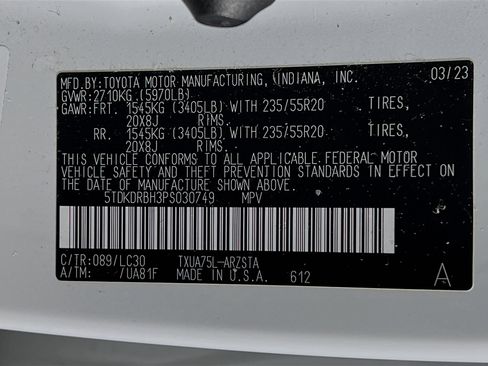 MFD.BY:TOYOTA MOTOR MANUFACTURING, INDIANA, INC. 03/23
GVWR:2710KG (5970LB)
GAWR:FRT. 1545KG (3405LB) WITH 235/55R20 TIRES,
20X8J RIMS.
RR. 1545KG (3405LB) WITH 235/55R20 TIRES,
20X8J RIMS.
THIS VEHICLE CONFORMS TO ALL APPLICABLE FEDERAL MOTOR
VEHICLE SAFETY AND THEFT PREVENTION STANDARDS IN EFFECT
ON THE DATE OF MANUFACTURE SHOWN ABOVE.
5TDKDRBH3PS030749 MPV
C/TR:089/LC30 TXUA75L-ARZSTA
A/TM: /UA81F MADE IN U.S.A. 612 A